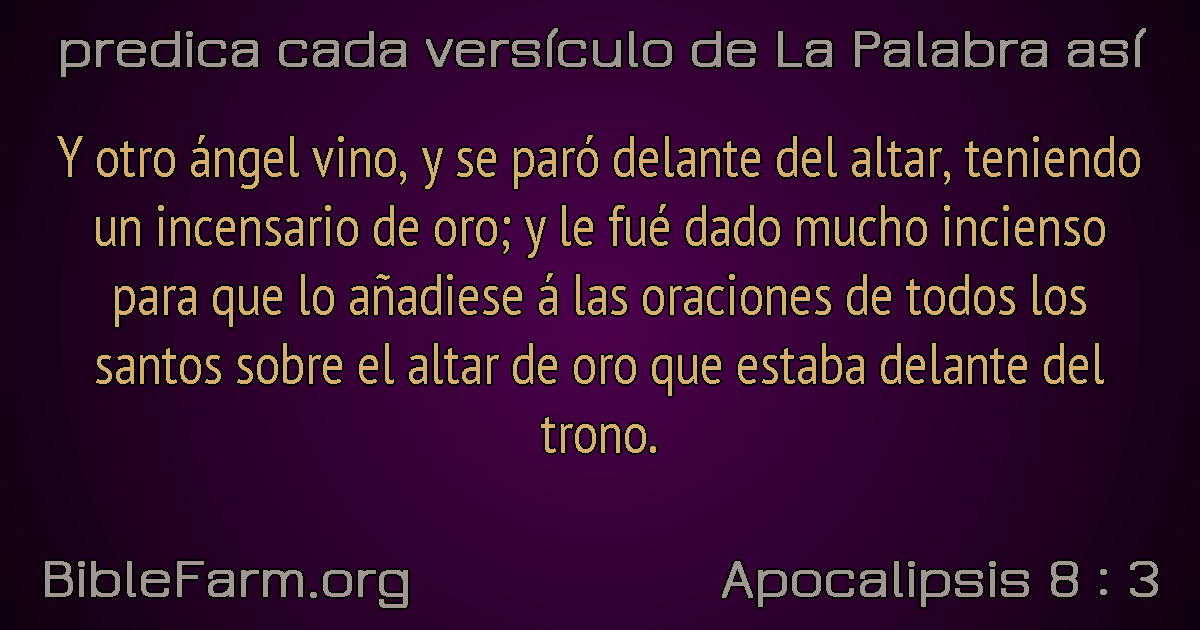 predica cada versículo de La Palabra así
Y otro ángel vino, y se paró delante del altar, teniendo
un incensario de oro; y le fué dado mucho incienso
para que lo añadiese á las oraciones de todos los
santos sobre el altar de oro que estaba delante del
trono.
BibleFarm.org
Apocalipsis 8 : 3